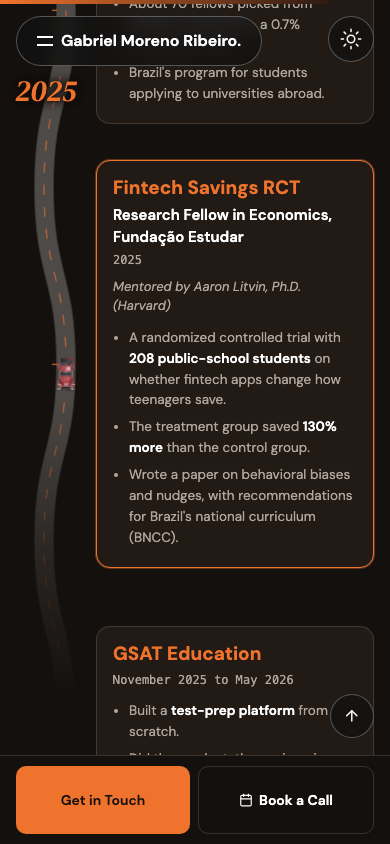 About 70 fellows picked from
Gabriel Moreno Ribeiro.
a 0.7%
2025
Brazil's program for students
applying to universities abroad.
Fintech Savings RCT
Research Fellow in Economics,
Fundação Estudar
2025
Mentored by Aaron Litvin, Ph.D.
(Harvard)
• A randomized controlled trial with
208 public-school students on
whether fintech apps change how
teenagers save.
• The treatment group saved 130%
more than the control group.
• Wrote a paper on behavioral biases
and nudges, with recommendations
for Brazil's national curriculum
(BNCC).
GSAT Education
November 2025 to May 2026
• Built a test-prep platform from
scratch.
Get in Touch
Book a Call